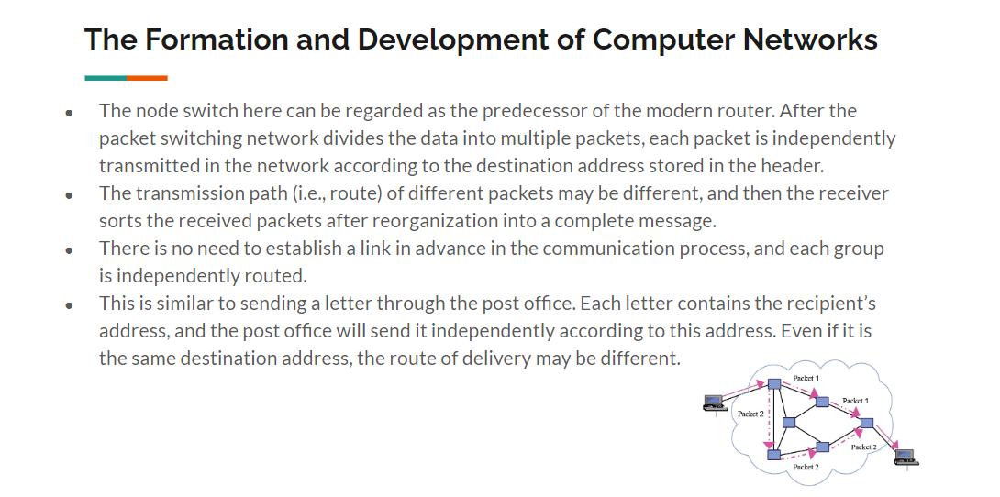 The Formation and Development of Computer Networks
● The node switch here can be regarded as the predecessor of the modern router. After the
packet switching network divides the data into multiple packets, each packet is independently
transmitted in the network according to the destination address stored in the header.
● The transmission path (i.e., route) of different packets may be different, and then the receiver
sorts the received packets after reorganization into a complete message.
● There is no need to establish a link in advance in the communication process, and each group
is independently routed.
● This is similar to sending a letter through the post office. Each letter contains the recipient's
address, and the post office will send it independently according to this address. Even if it is
the same destination address, the route of delivery may be different.
Packet 1
Packet 1
Packet 2
Packet 2
Packet 2